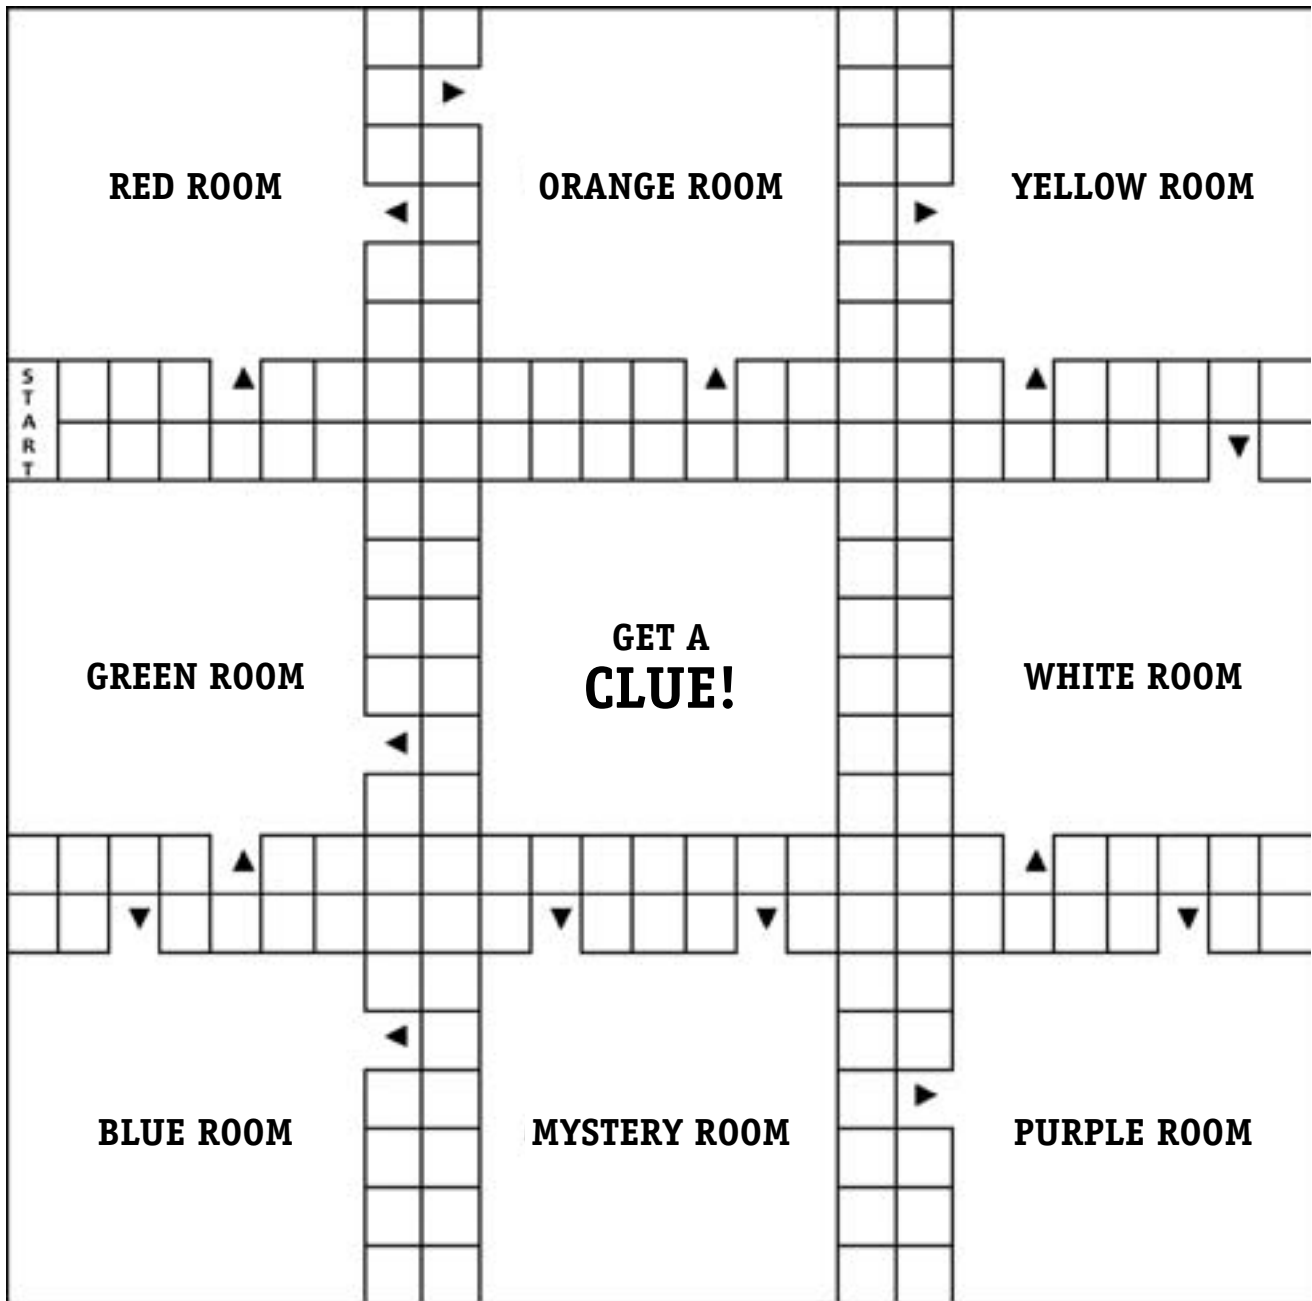 RED ROOM
ORANGE ROOM
YELLOW ROOM
START
GREEN ROOM
GET A
CLUE!
WHITE ROOM
BLUE ROOM
MYSTERY ROOM
PURPLE ROOM